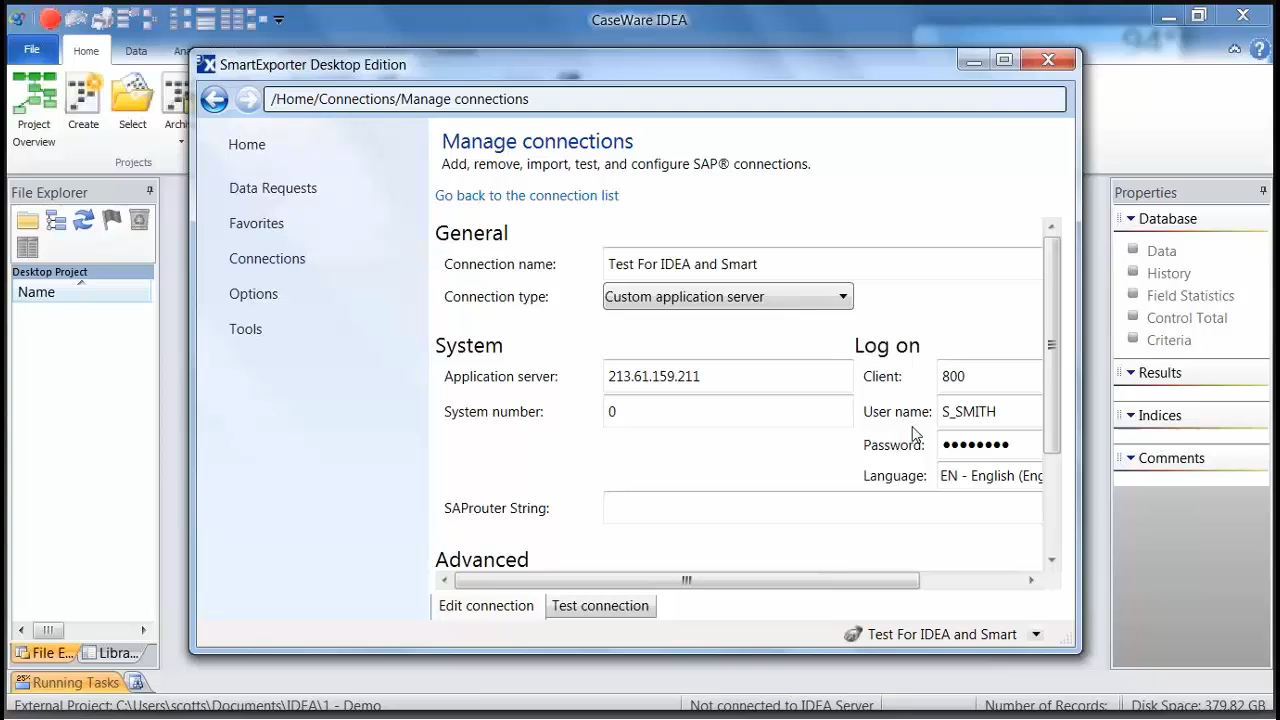 CaseWare IDEA
File
Home
Data
Project Overview
Create
Select
Projects
File Explorer
Desktop Project
Name
File E...
Libra...
Running Tasks
SmartExporter Desktop Edition
/Home/Connections/Manage connections
Home
Data Requests
Favorites
Connections
Options
Tools
Manage connections
Add, remove, import, test, and configure SAP® connections.
Go back to the connection list
General
Connection name: Test For IDEA and Smart
Connection type: Custom application server
System
Application server: 213.61.159.211
System number: 0
Log on
Client: 800
User name: S_SMITH
Password: ●●●●●●●●
Language: EN - English (Eng
SAProuter String:
Advanced
Edit connection
Test connection
Test For IDEA and Smart
Properties
Database
Data
History
Field Statistics
Control Total
Criteria
Results
Indices
Comments
External Project: C:\Users\scotts\Documents\IDEA\1 - Demo
Not connected to IDEA Server
Number of Records:
Disk Space: 379.82 GB